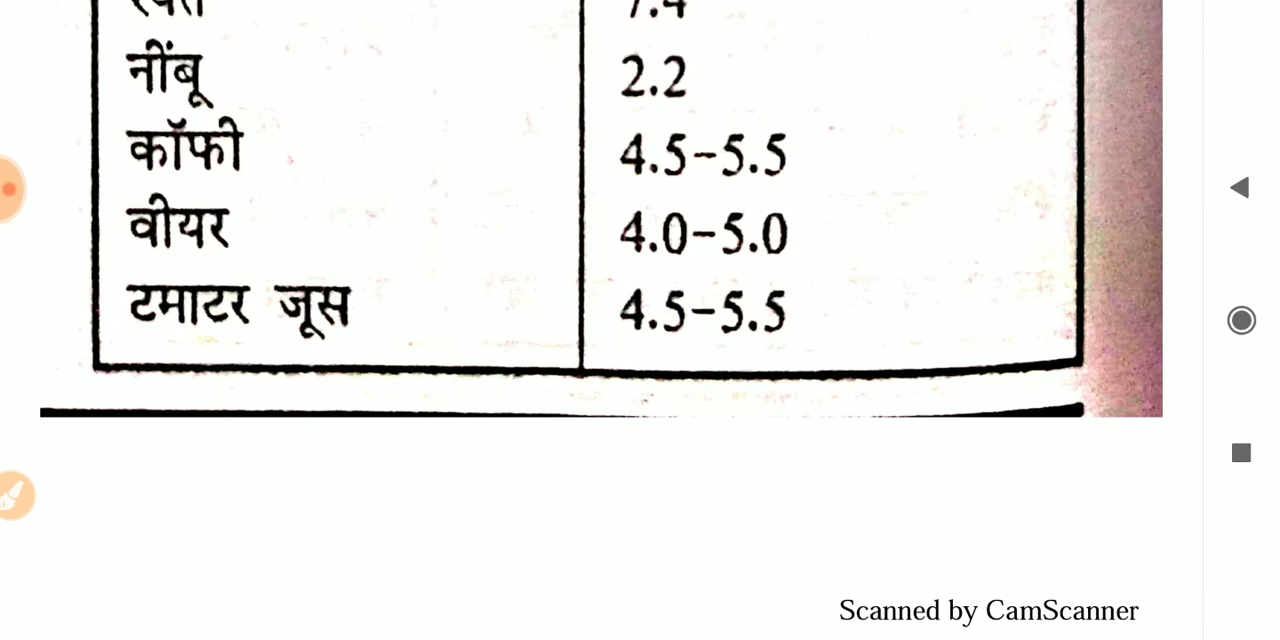 नींबू 2.2
कॉफी 4.5-5.5
वीयर 4.0-5.0
टमाटर जूस 4.5-5.5
Scanned by CamScanner